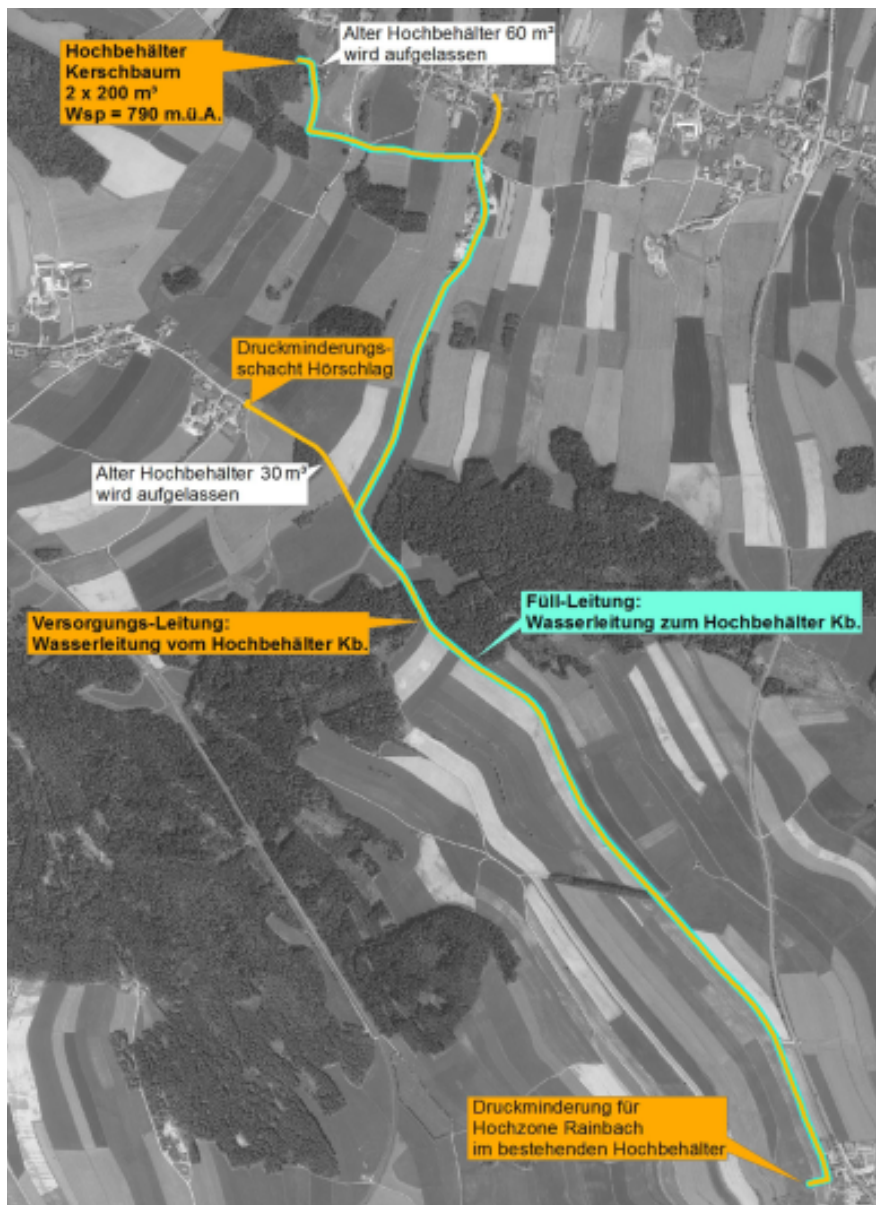 Hochbehälter
Kerschbaum
2 x 200 m³
Wsp = 790 m.ü.A.
Alter Hochbehälter 60 m³
wird aufgelassen
Druckminderungs-
schacht Hörschlag
Alter Hochbehälter 30 m³
wird aufgelassen
Versorgungs-Leitung:
Wasserleitung vom Hochbehälter Kb.
Füll-Leitung:
Wasserleitung zum Hochbehälter Kb.
Druckminderung für
Hochzone Rainbach
im bestehenden Hochbehälter